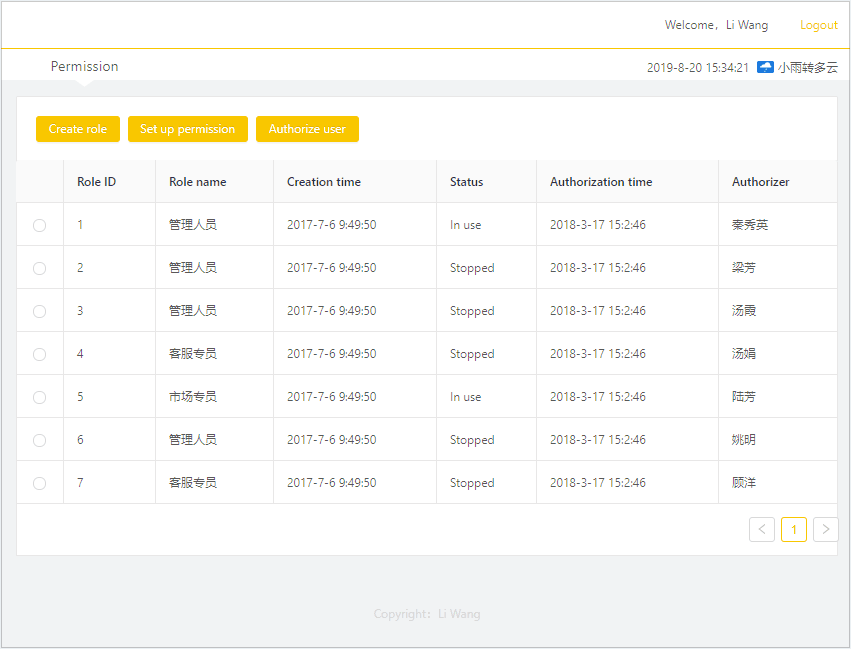 Welcome，Li Wang Logout
Permission 2019-8-20 15:34:21 小雨转多云
Create role Set up permission Authorize user
Role ID Role name Creation time Status Authorization time Authorizer
1 管理人员 2017-7-6 9:49:50 In use 2018-3-17 15:2:46 秦秀英
2 管理人员 2017-7-6 9:49:50 Stopped 2018-3-17 15:2:46 梁芳
3 管理人员 2017-7-6 9:49:50 Stopped 2018-3-17 15:2:46 汤霞
4 客服专员 2017-7-6 9:49:50 Stopped 2018-3-17 15:2:46 汤娟
5 市场专员 2017-7-6 9:49:50 In use 2018-3-17 15:2:46 陆芳
6 管理人员 2017-7-6 9:49:50 Stopped 2018-3-17 15:2:46 姚明
7 客服专员 2017-7-6 9:49:50 Stopped 2018-3-17 15:2:46 顾洋
< 1 >
Copyright：Li Wang